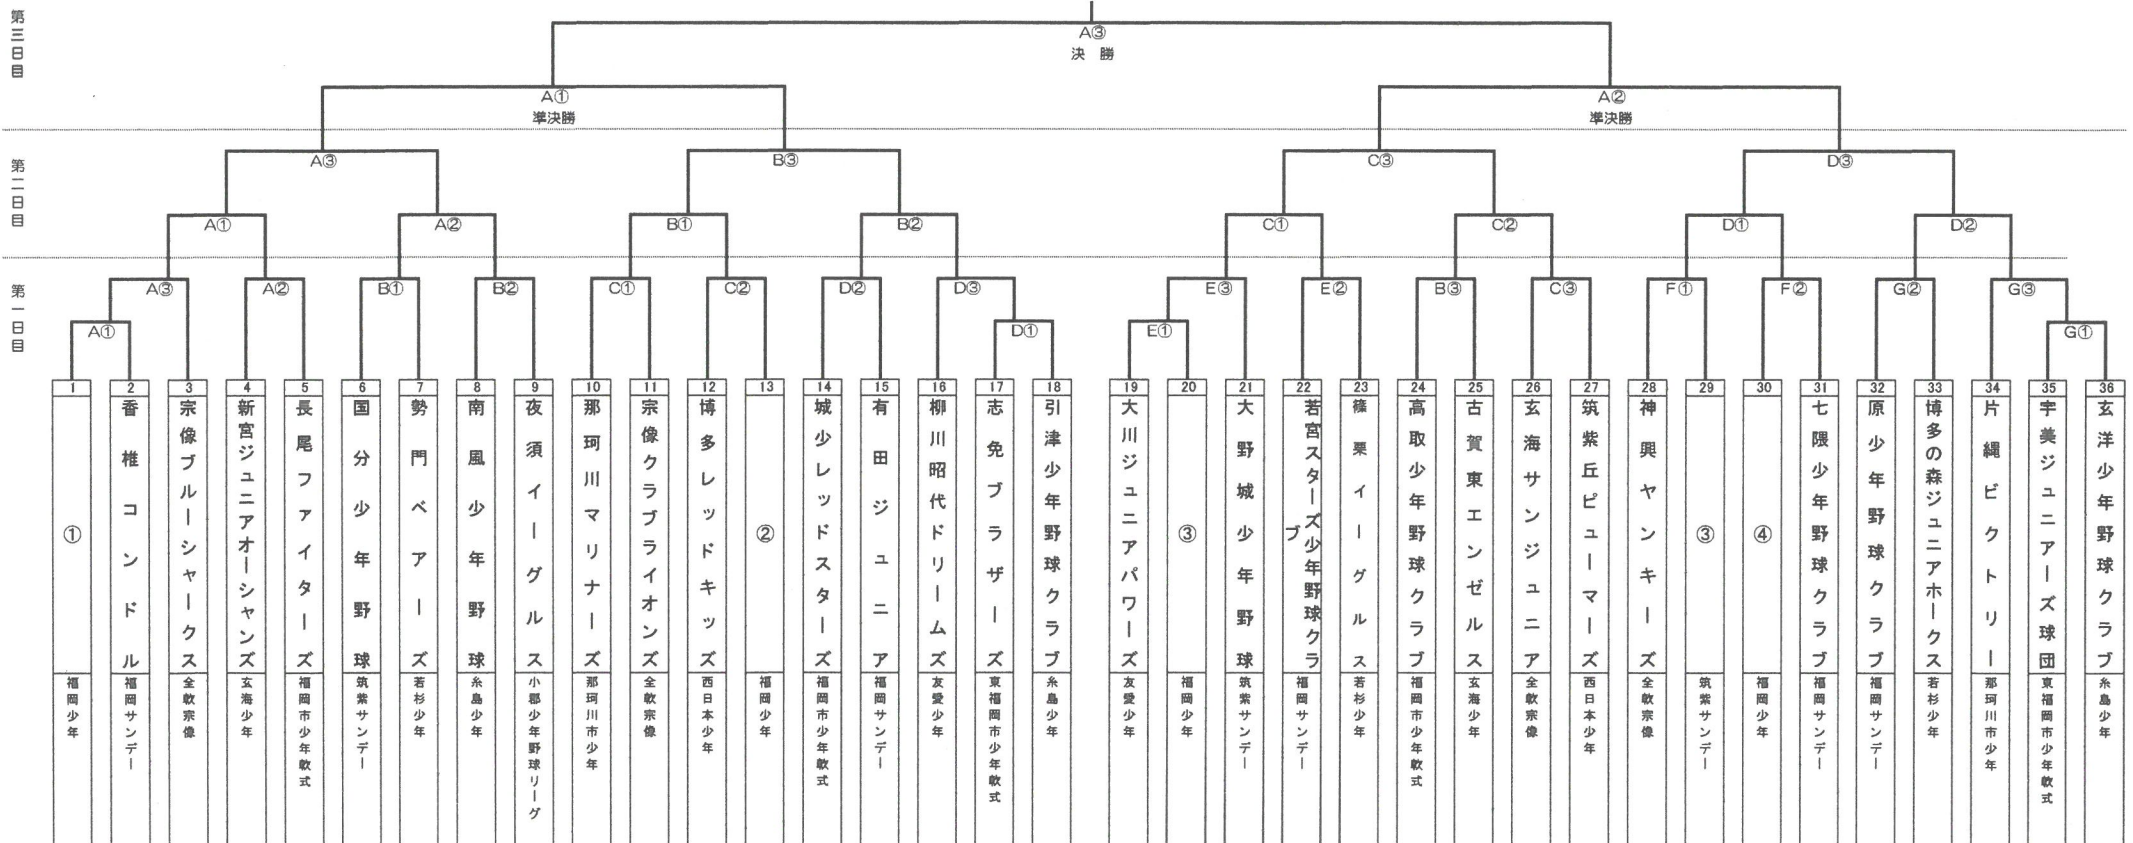 第三日目
A③
決 勝
A①
準決勝
A②
準決勝
第二日目
A③
B③
C③
D③
A①
A②
B①
B②
C①
C②
D①
D②
第一日目
A③
A②
B①
B②
C①
C②
D②
D③
E③
E②
B③
C③
F①
F②
G②
G③
A①
D①
E①
G①
1
①
福岡少年
2
香椎コンドル
福岡サンデー
3
宗像ブルーシャークス
全軟宗像
4
新宮ジュニアオーシャンズ
玄海少年
5
長尾ファイターズ
福岡市少年軟式
6
国分少年野球
筑紫サンデー
7
勢門ベアーズ
若杉少年
8
南風少年野球
糸島少年
9
夜須イーグルス
小郡少年野球リーグ
10
那珂川マリナーズ
那珂川市少年
11
宗像クラブライオンズ
全軟宗像
12
博多レッドキッズ
西日本少年
13
②
福岡少年
14
城少レッドスターズ
福岡市少年軟式
15
有田ジュニア
福岡サンデー
16
柳川昭代ドリームズ
友愛少年
17
志免ブラザーズ
東福岡市少年軟式
18
引津少年野球クラブ
糸島少年
19
大川ジュニアパワーズ
友愛少年
20
③
福岡少年
21
大野城少年野球
筑紫サンデー
22
若宮スターズ少年野球クラ
ブ
福岡サンデー
23
篠栗イーグルス
若杉少年
24
高取少年野球クラブ
福岡市少年軟式
25
古賀東エンゼルス
玄海少年
26
玄海サンジュニア
全軟宗像
27
筑紫丘ピューマーズ
西日本少年
28
神興ヤンキーズ
全軟宗像
29
③
筑紫サンデー
30
④
福岡少年
31
七隈少年野球クラブ
福岡サンデー
32
原少年野球クラブ
福岡サンデー
33
博多の森ジュニアホークス
若杉少年
34
片縄ビクトリー
那珂川市少年
35
宇美ジュニアーズ球団
東福岡市少年軟式
36
玄洋少年野球クラブ
糸島少年